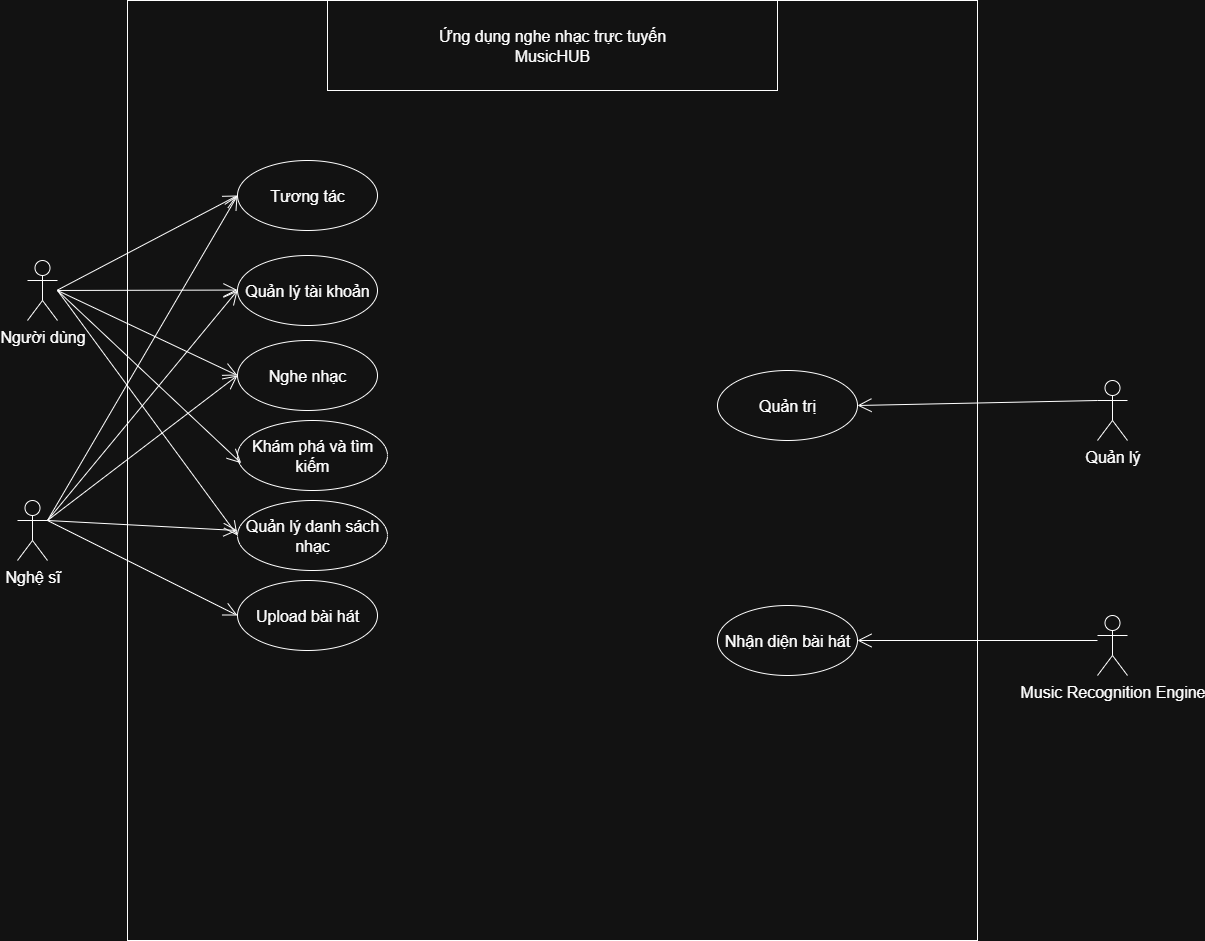 Ứng dụng nghe nhạc trực tuyến
MusicHUB
Tương tác
Quản lý tài khoản
Người dùng
Nghe nhạc
Quản trị
Khám phá và tìm
kiếm
Quản lý
Quản lý danh sách
nhạc
Nghệ sĩ
Upload bài hát
Nhận diện bài hát
Music Recognition Engine